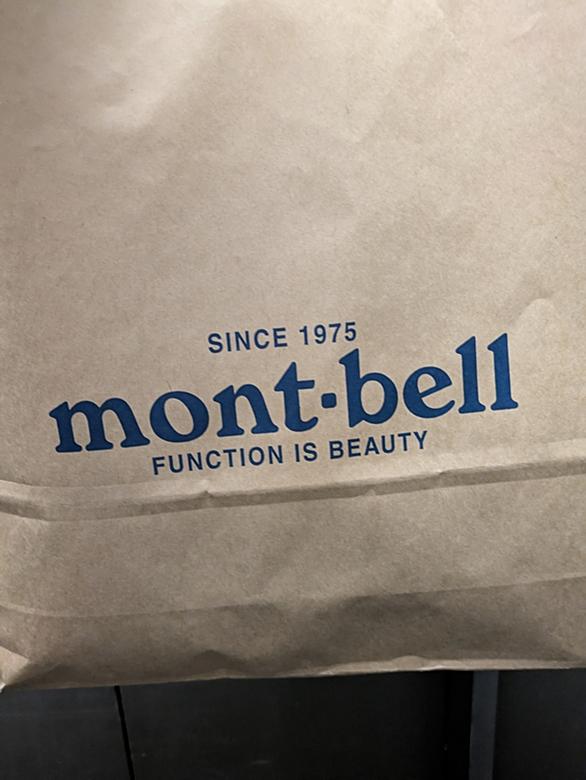 SINCE 1975
mont·bell
FUNCTION IS BEAUTY